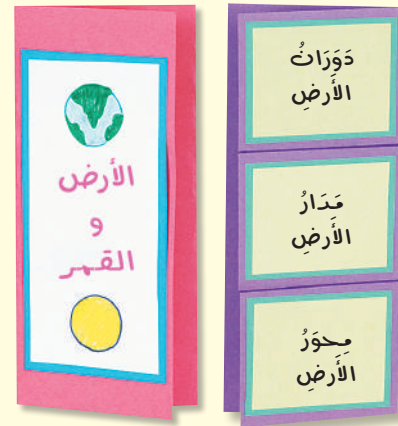 الأرض
و
القمر
دَوَرَانُ
الأَرضِ
مَدَارُ
الأَرضِ
مِحوَرُ
الأَرضِ